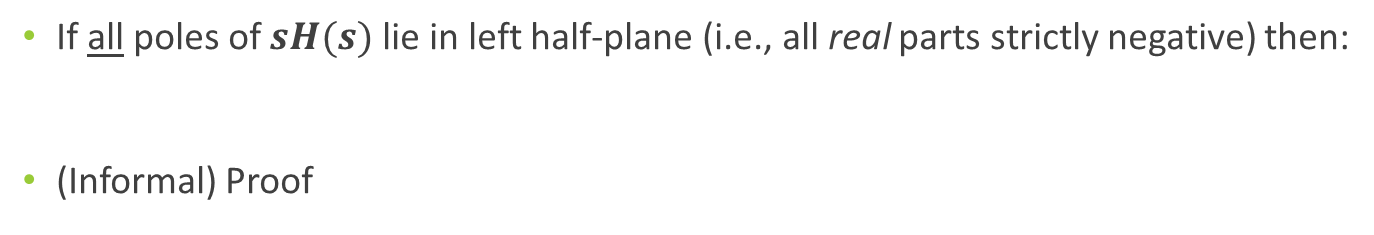 • If all poles of sH(s) lie in left half-plane (i.e., all real parts strictly negative) then:
• (Informal) Proof